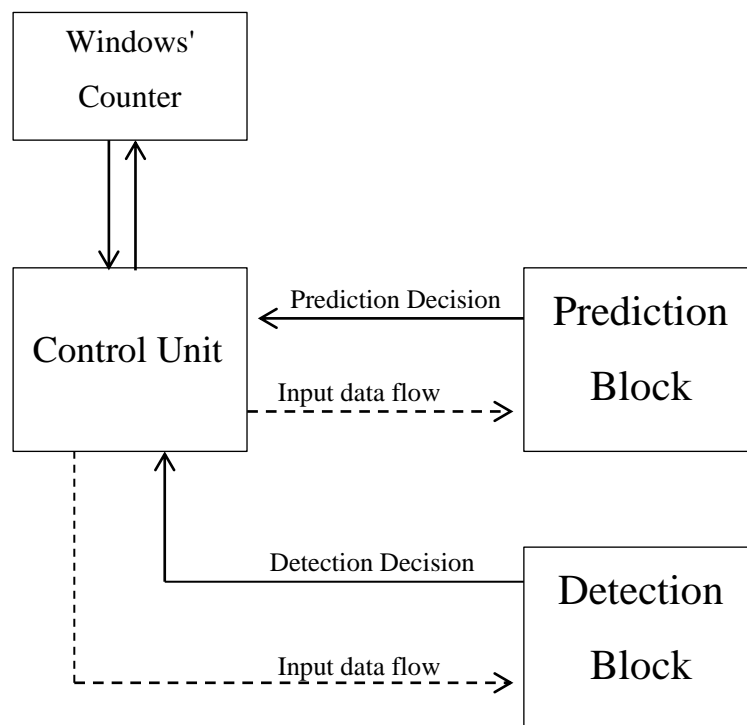 Windows'
Counter
Control Unit
Prediction Decision
Input data flow
Prediction
Block
Detection Decision
Input data flow
Detection
Block